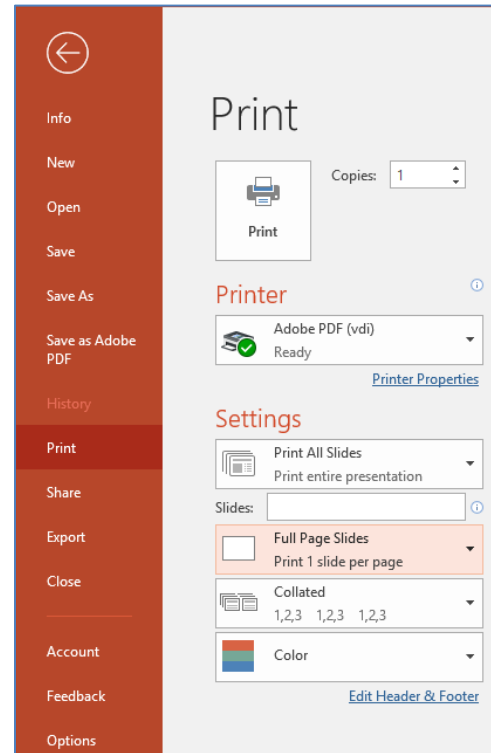 Info
New
Open
Save
Save As
Save as Adobe
PDF
History
Print
Share
Export
Close
Account
Feedback
Options
Print
Print
Copies: 1
Printer
Adobe PDF (vdi)
Ready
Printer Properties
Settings
Print All Slides
Print entire presentation
Slides:
Full Page Slides
Print 1 slide per page
Collated
1,2,3 1,2,3 1,2,3
Color
Edit Header & Footer